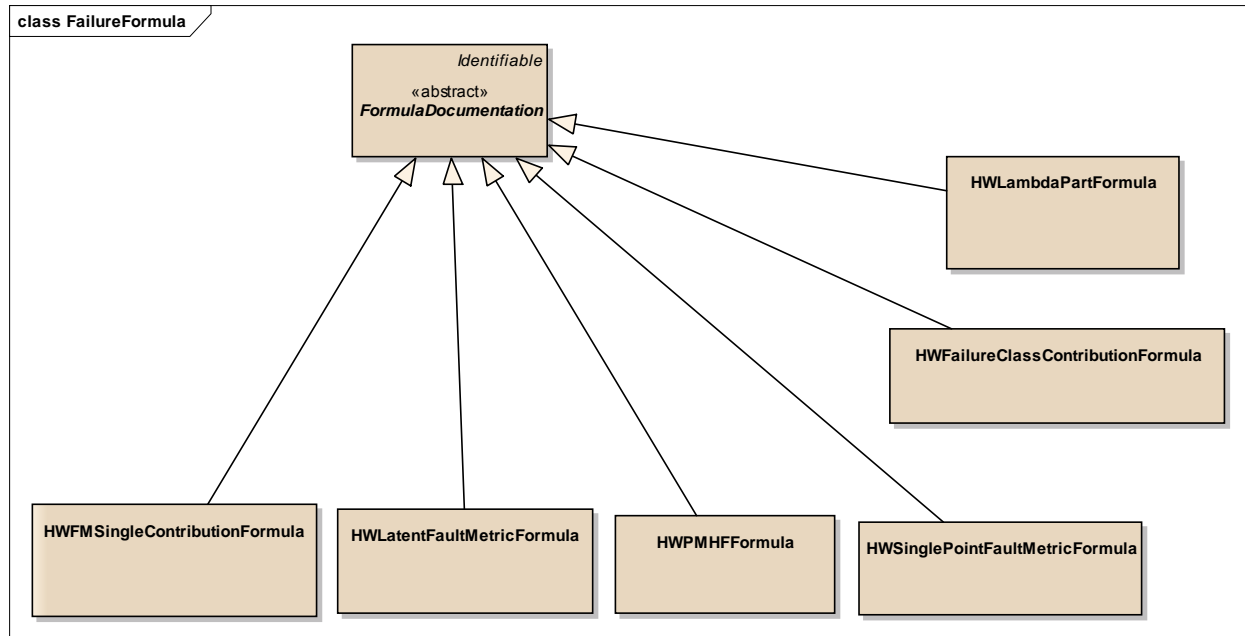 class FailureFormula
Identifiable
«abstract»
FormulaDocumentation
HWLambdaPartFormula
HWFailureClassContributionFormula
HWFMSingleContributionFormula
HWLatentFaultMetricFormula
HWPMHFFormula
HWSinglePointFaultMetricFormula